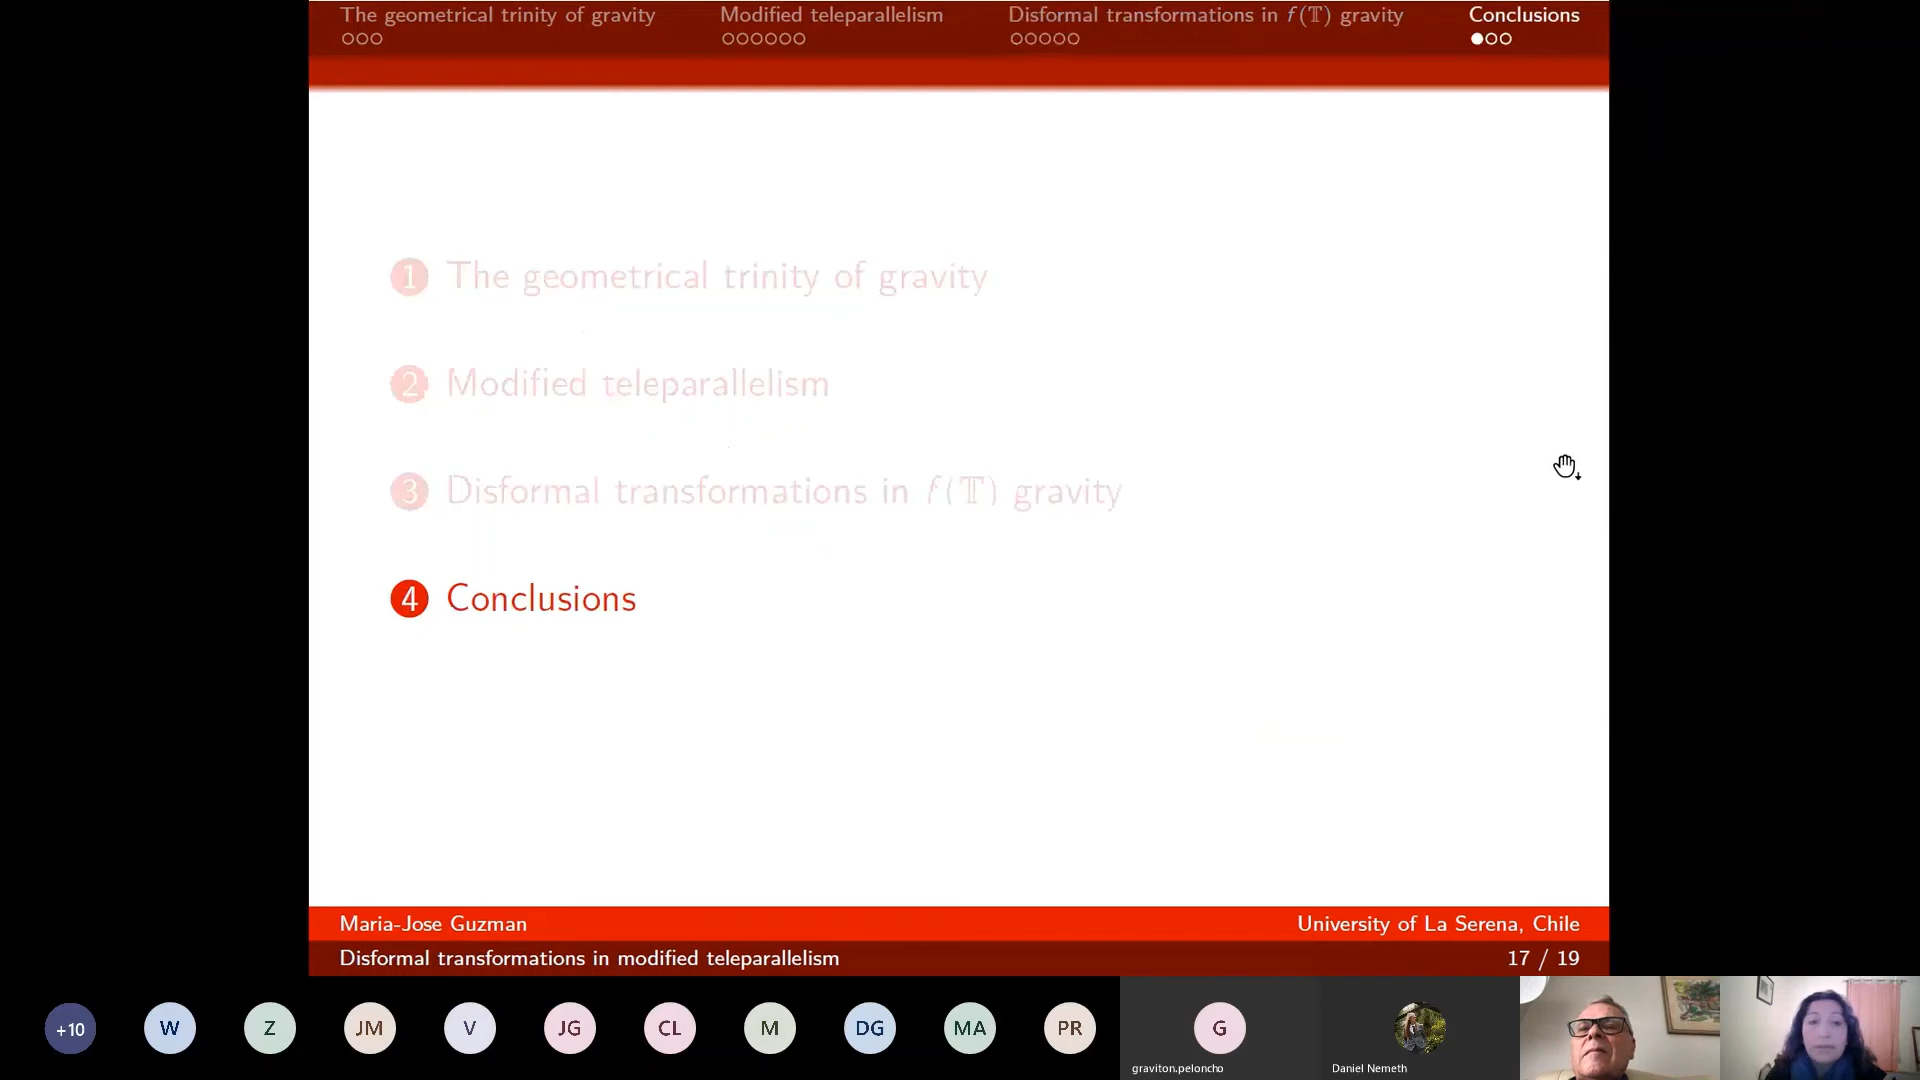 The geometrical trinity of gravity
Modified teleparallelism
Disformal transformations in f(𝕋) gravity
Conclusions
1 The geometrical trinity of gravity
2 Modified teleparallelism
3 Disformal transformations in f(𝕋) gravity
4 Conclusions
Maria-Jose Guzman
University of La Serena, Chile
Disformal transformations in modified teleparallelism
17 / 19
+10
W
Z
JM
V
JG
CL
M
DG
MA
PR
G
graviton.peloncho
Daniel Nemeth